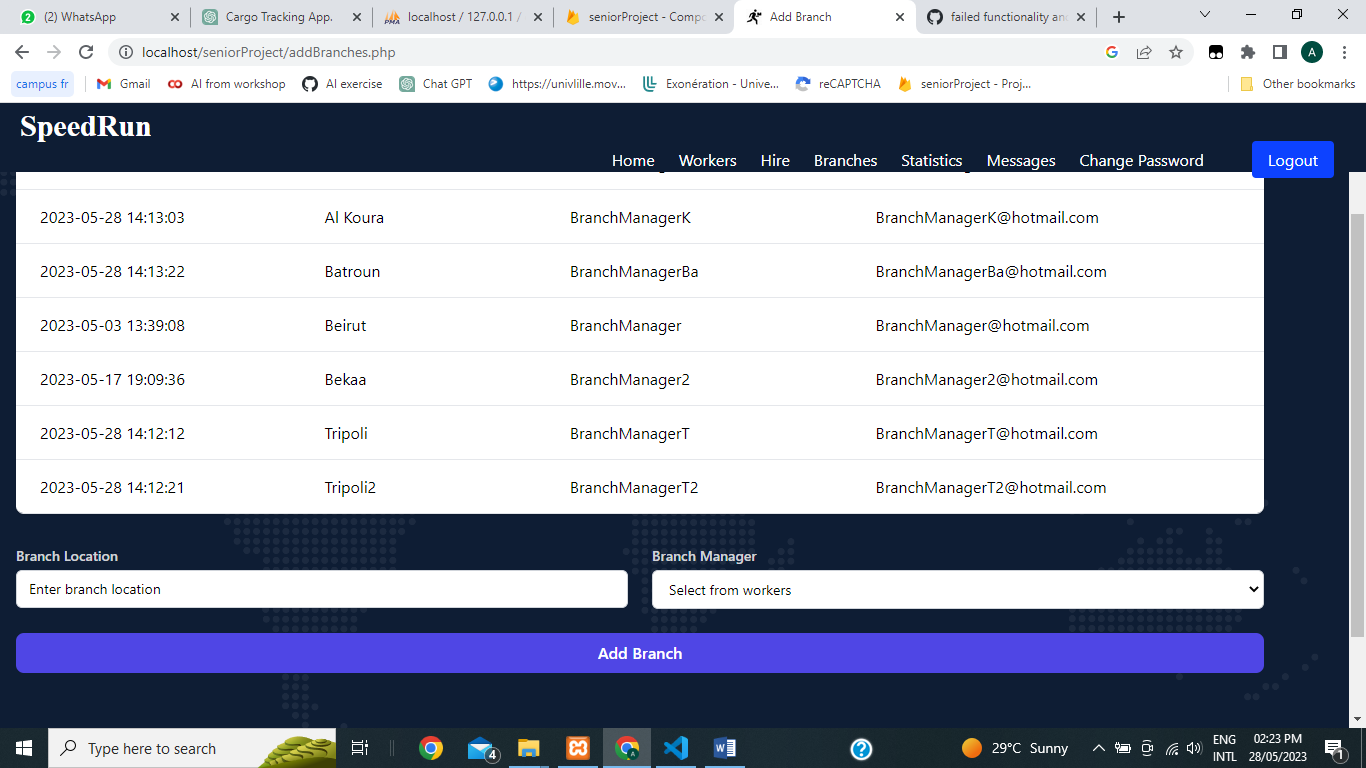 (2) WhatsApp
Cargo Tracking App.
localhost / 127.0.0.1 /
seniorProject - Compo
Add Branch
failed functionality and
localhost/seniorProject/addBranches.php
A
campus fr
Gmail
AI from workshop
AI exercise
Chat GPT
https://univlille.mov...
Exonération - Unive...
reCAPTCHA
seniorProject - Proj...
Other bookmarks
SpeedRun
Home Workers Hire Branches Statistics Messages Change Password Logout
2023-05-28 14:13:03 Al Koura BranchManagerK BranchManagerK@hotmail.com
2023-05-28 14:13:22 Batroun BranchManagerBa BranchManagerBa@hotmail.com
2023-05-03 13:39:08 Beirut BranchManager BranchManager@hotmail.com
2023-05-17 19:09:36 Bekaa BranchManager2 BranchManager2@hotmail.com
2023-05-28 14:12:12 Tripoli BranchManagerT BranchManagerT@hotmail.com
2023-05-28 14:12:21 Tripoli2 BranchManagerT2 BranchManagerT2@hotmail.com
Branch Location Branch Manager
Enter branch location Select from workers
Add Branch
Type here to search
4
29°C Sunny
ENG
INTL
02:23 PM
28/05/2023
1